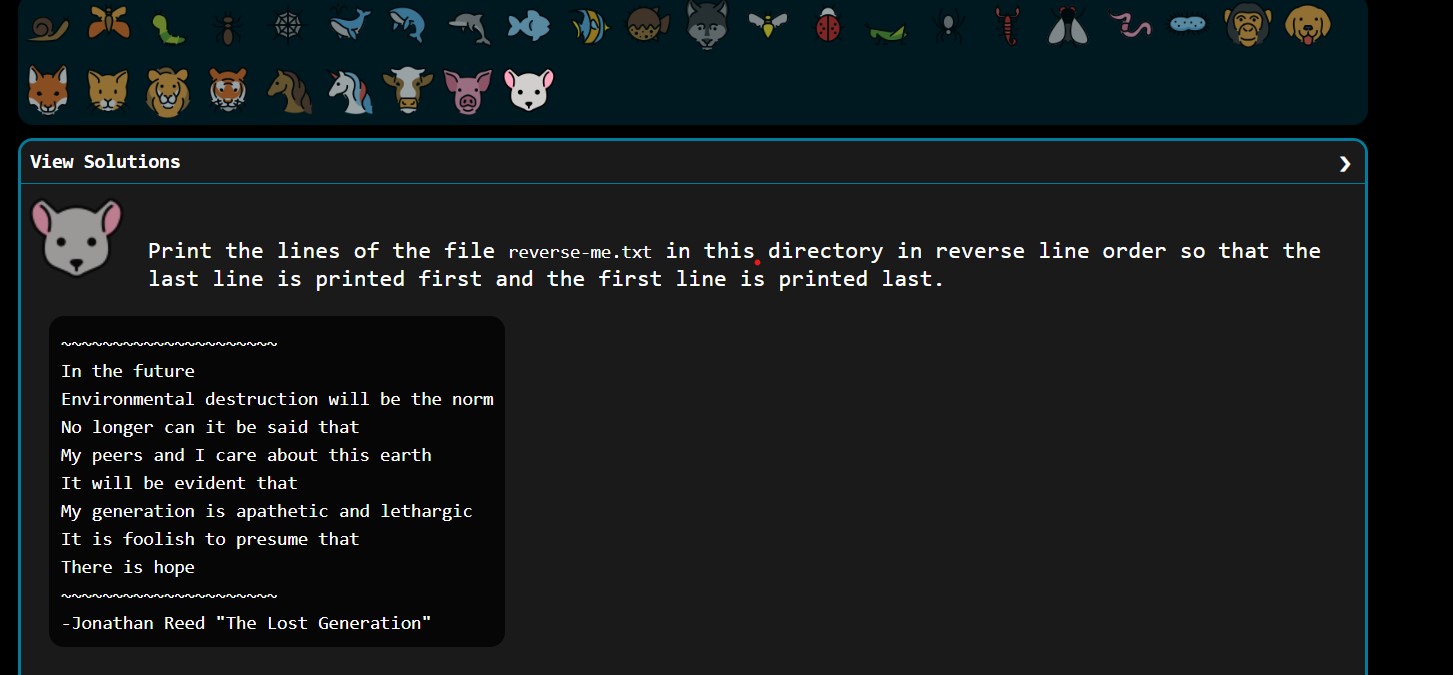 View Solutions
Print the lines of the file reverse-me.txt in this directory in reverse line order so that the
last line is printed first and the first line is printed last.
~~~~~~~~~~~~~~~~~~~~~
In the future
Environmental destruction will be the norm
No longer can it be said that
My peers and I care about this earth
It will be evident that
My generation is apathetic and lethargic
It is foolish to presume that
There is hope
~~~~~~~~~~~~~~~~~~~~~
-Jonathan Reed "The Lost Generation"